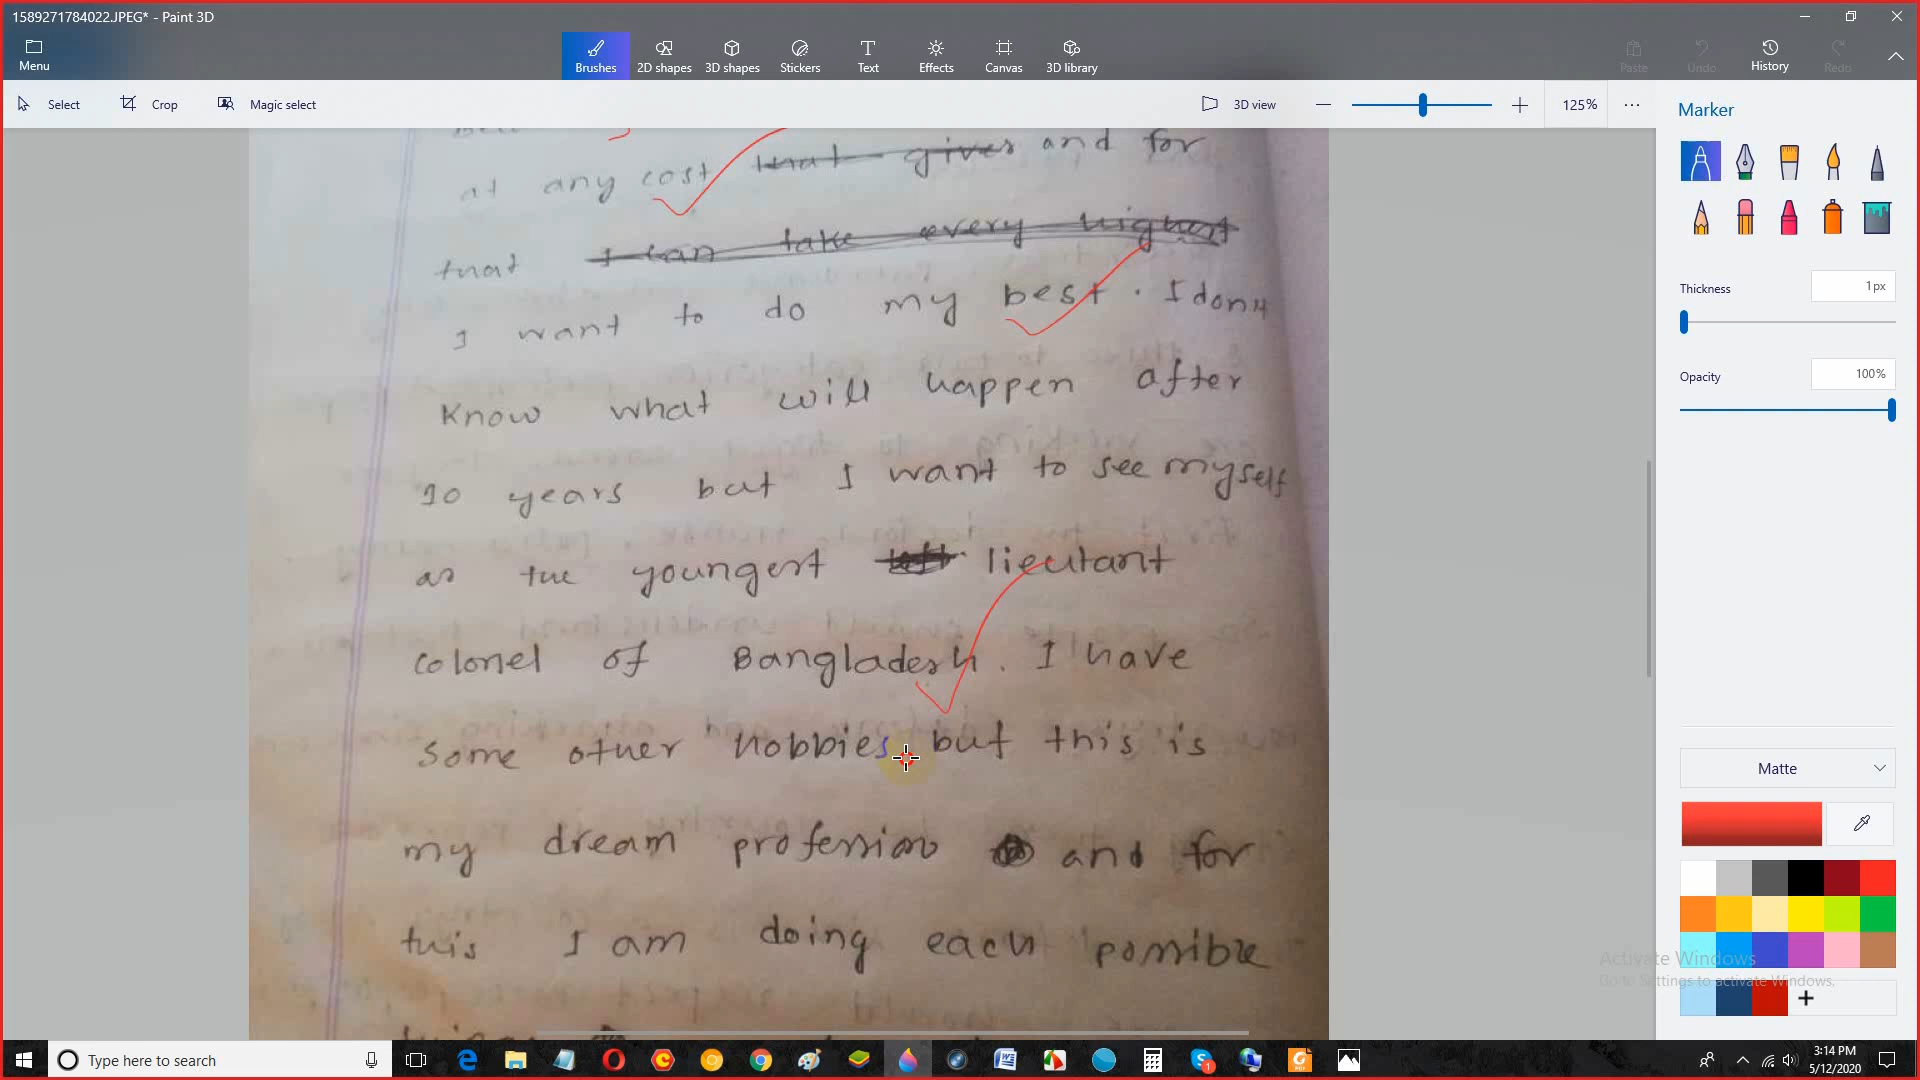 1589271784022.JPEG* - Paint 3D
Menu
Brushes 2D shapes 3D shapes Stickers Text Effects Canvas 3D library Paste Undo History Redo
Select Crop Magic select 3D view 125%
Marker
Thickness 1px
Opacity 100%
Matte
at any cost that gives and for
that I can take every highest
I want to do my best. I don't
know what will happen after
10 years but I want to see myself
as the youngest lieutant
colonel of Bangladesh. I have
some other hobbies but this is
my dream profession and for
this I am doing each possible
Activate Windows
Go to Settings to activate Windows.
Type here to search
3:14 PM
5/12/2020